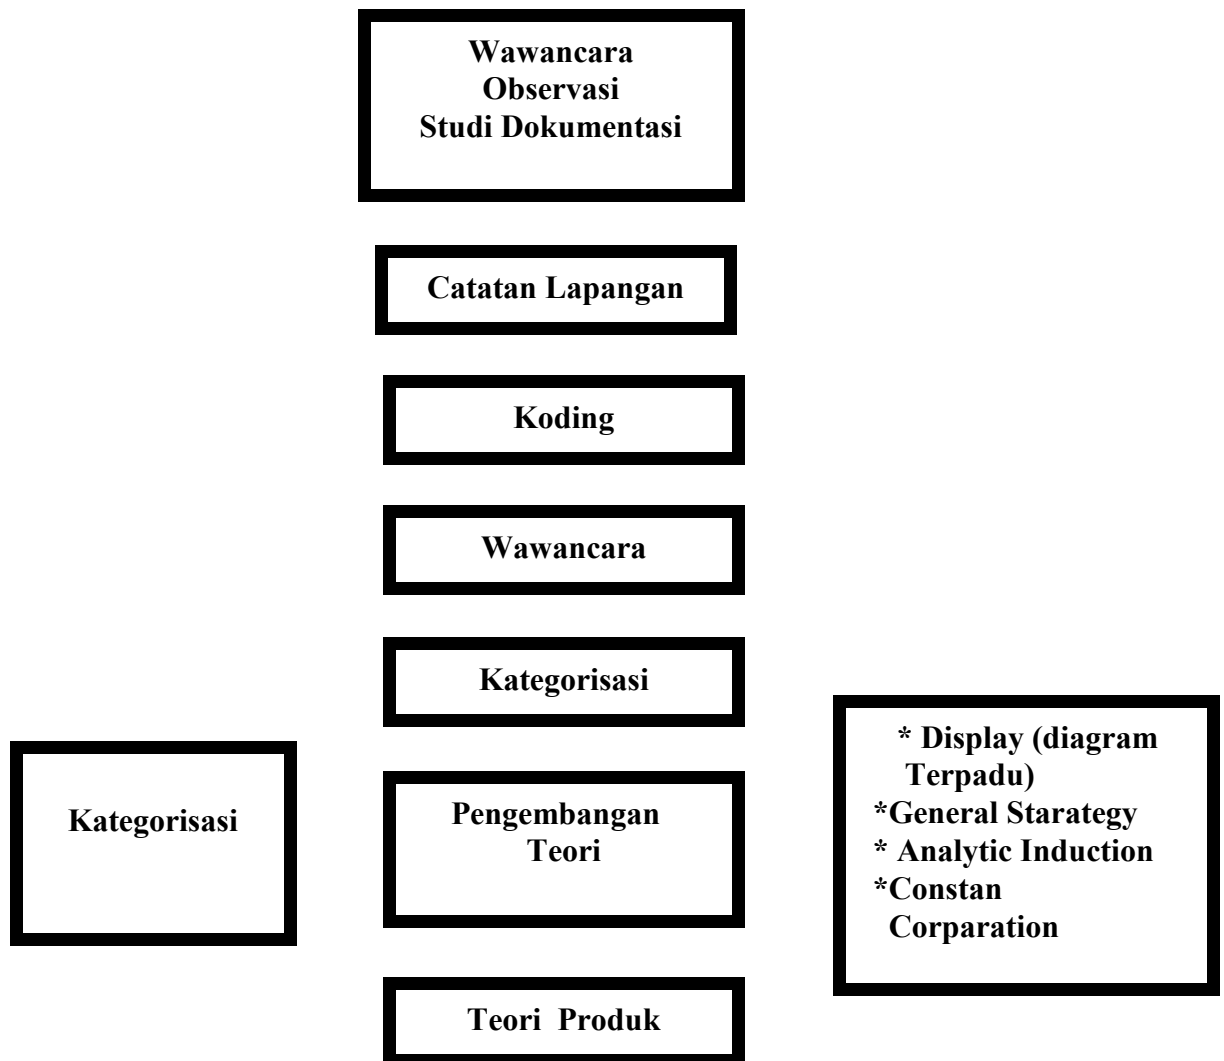 Wawancara
Observasi
Studi Dokumentasi
Catatan Lapangan
Koding
Wawancara
Kategorisasi
Kategorisasi
Pengembangan
Teori
* Display (diagram
Terpadu)
*General Starategy
* Analytic Induction
*Constan
Corparation
Teori  Produk